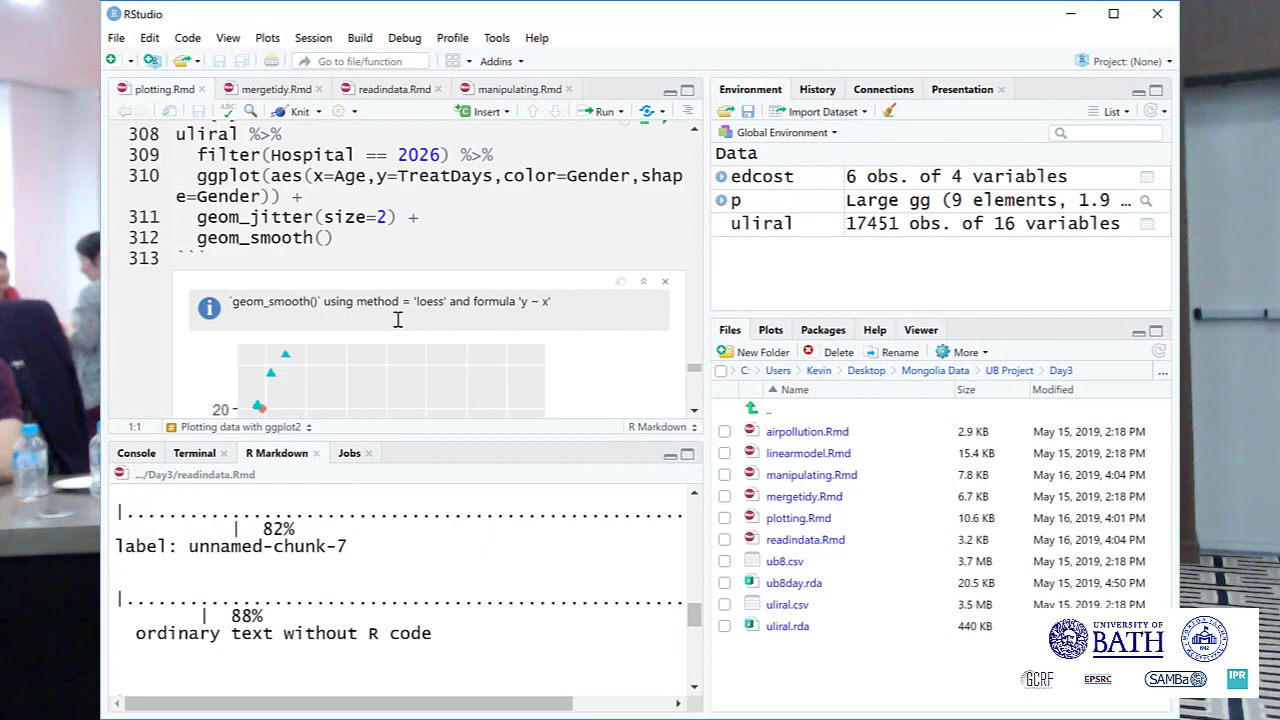 RStudio
File Edit Code View Plots Session Build Debug Profile Tools Help
Go to file/function Addins Project: (None)
plotting.Rmd mergetidy.Rmd readindata.Rmd manipulating.Rmd
ABC Knit Insert Run
308 uliral %>%
309 filter(Hospital == 2026) %>%
310 ggplot(aes(x=Age,y=TreatDays,color=Gender,shap
e=Gender)) +
311 geom_jitter(size=2) +
312 geom_smooth()
313 ```
`geom_smooth()` using method = 'loess' and formula 'y ~ x'
20
1:1 Plotting data with ggplot2 R Markdown
Console Terminal R Markdown Jobs
.../Day3/readindata.Rmd
|.......................................................
| 82%
label: unnamed-chunk-7
|.......................................................
| 88%
ordinary text without R code
Environment History Connections Presentation
Import Dataset List
Global Environment
Data
edcost 6 obs. of 4 variables
p Large gg (9 elements, 1.9 …
uliral 17451 obs. of 16 variables
Files Plots Packages Help Viewer
New Folder Delete Rename More
C: Users Kevin Desktop Mongolia Data UB Project Day3 ...
Name Size Modified
..
airpollution.Rmd 2.9 KB May 15, 2019, 2:18 PM
linearmodel.Rmd 15.4 KB May 15, 2019, 2:18 PM
manipulating.Rmd 7.8 KB May 16, 2019, 4:04 PM
mergetidy.Rmd 6.7 KB May 15, 2019, 2:18 PM
plotting.Rmd 10.6 KB May 16, 2019, 4:01 PM
readindata.Rmd 3.2 KB May 16, 2019, 4:04 PM
ub8.csv 3.7 MB May 15, 2019, 2:18 PM
ub8day.rda 20.5 KB May 15, 2019, 4:50 PM
uliral.csv 3.5 MB May 15, 2019, 2:18 PM
uliral.rda 440 KB
UNIVERSITY OF
BATH
1942
GCRF EPSRC SAMBa IPR